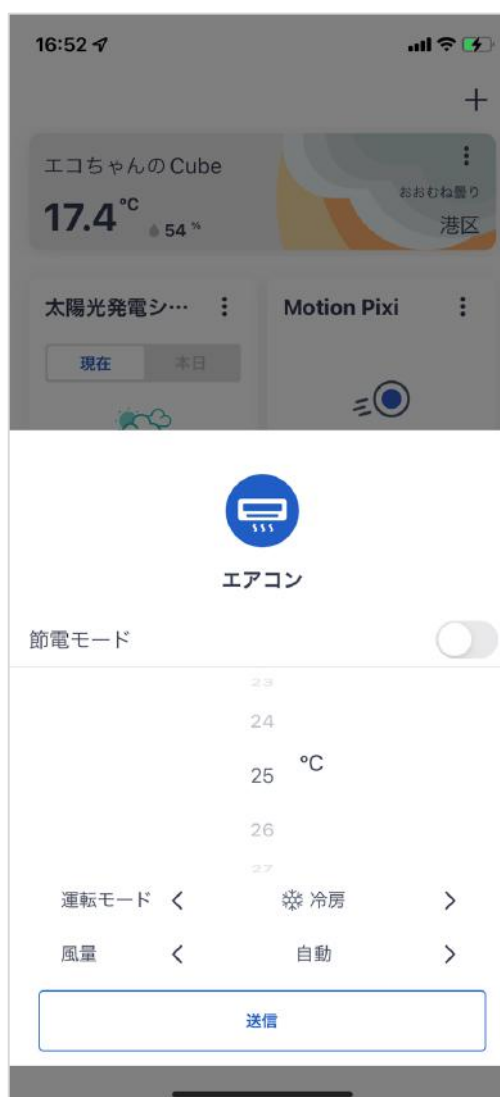 16:52
+
エコちゃんのCube
17.4℃ 54 %
おおむね曇り
港区
太陽光発電シ…
Motion Pixi
現在 本日
エアコン
節電モード
23
24
25 ℃
26
27
運転モード < 冷房 >
風量 < 自動 >
送信